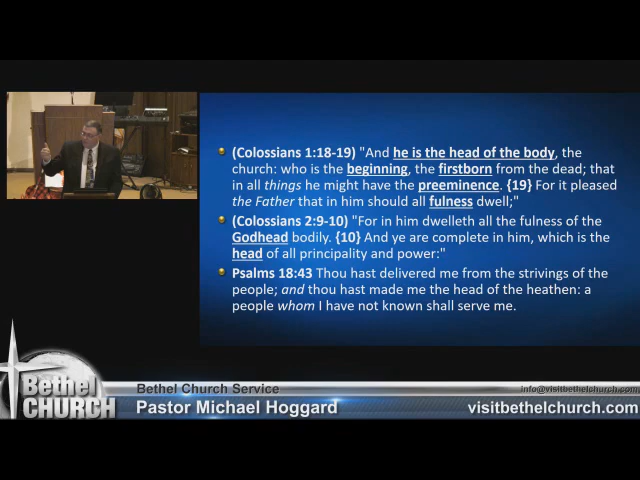 (Colossians 1:18-19) "And he is the head of the body, the
church: who is the beginning, the firstborn from the dead; that
in all things he might have the preeminence. {19} For it pleased
the Father that in him should all fulness dwell;"
(Colossians 2:9-10) "For in him dwelleth all the fulness of the
Godhead bodily. {10} And ye are complete in him, which is the
head of all principality and power:"
Psalms 18:43 Thou hast delivered me from the strivings of the
people; and thou hast made me the head of the heathen: a
people whom I have not known shall serve me.
Bethel
CHURCH
Bethel Church Service
info@visitbethelchurch.com
Pastor Michael Hoggard
visitbethelchurch.com